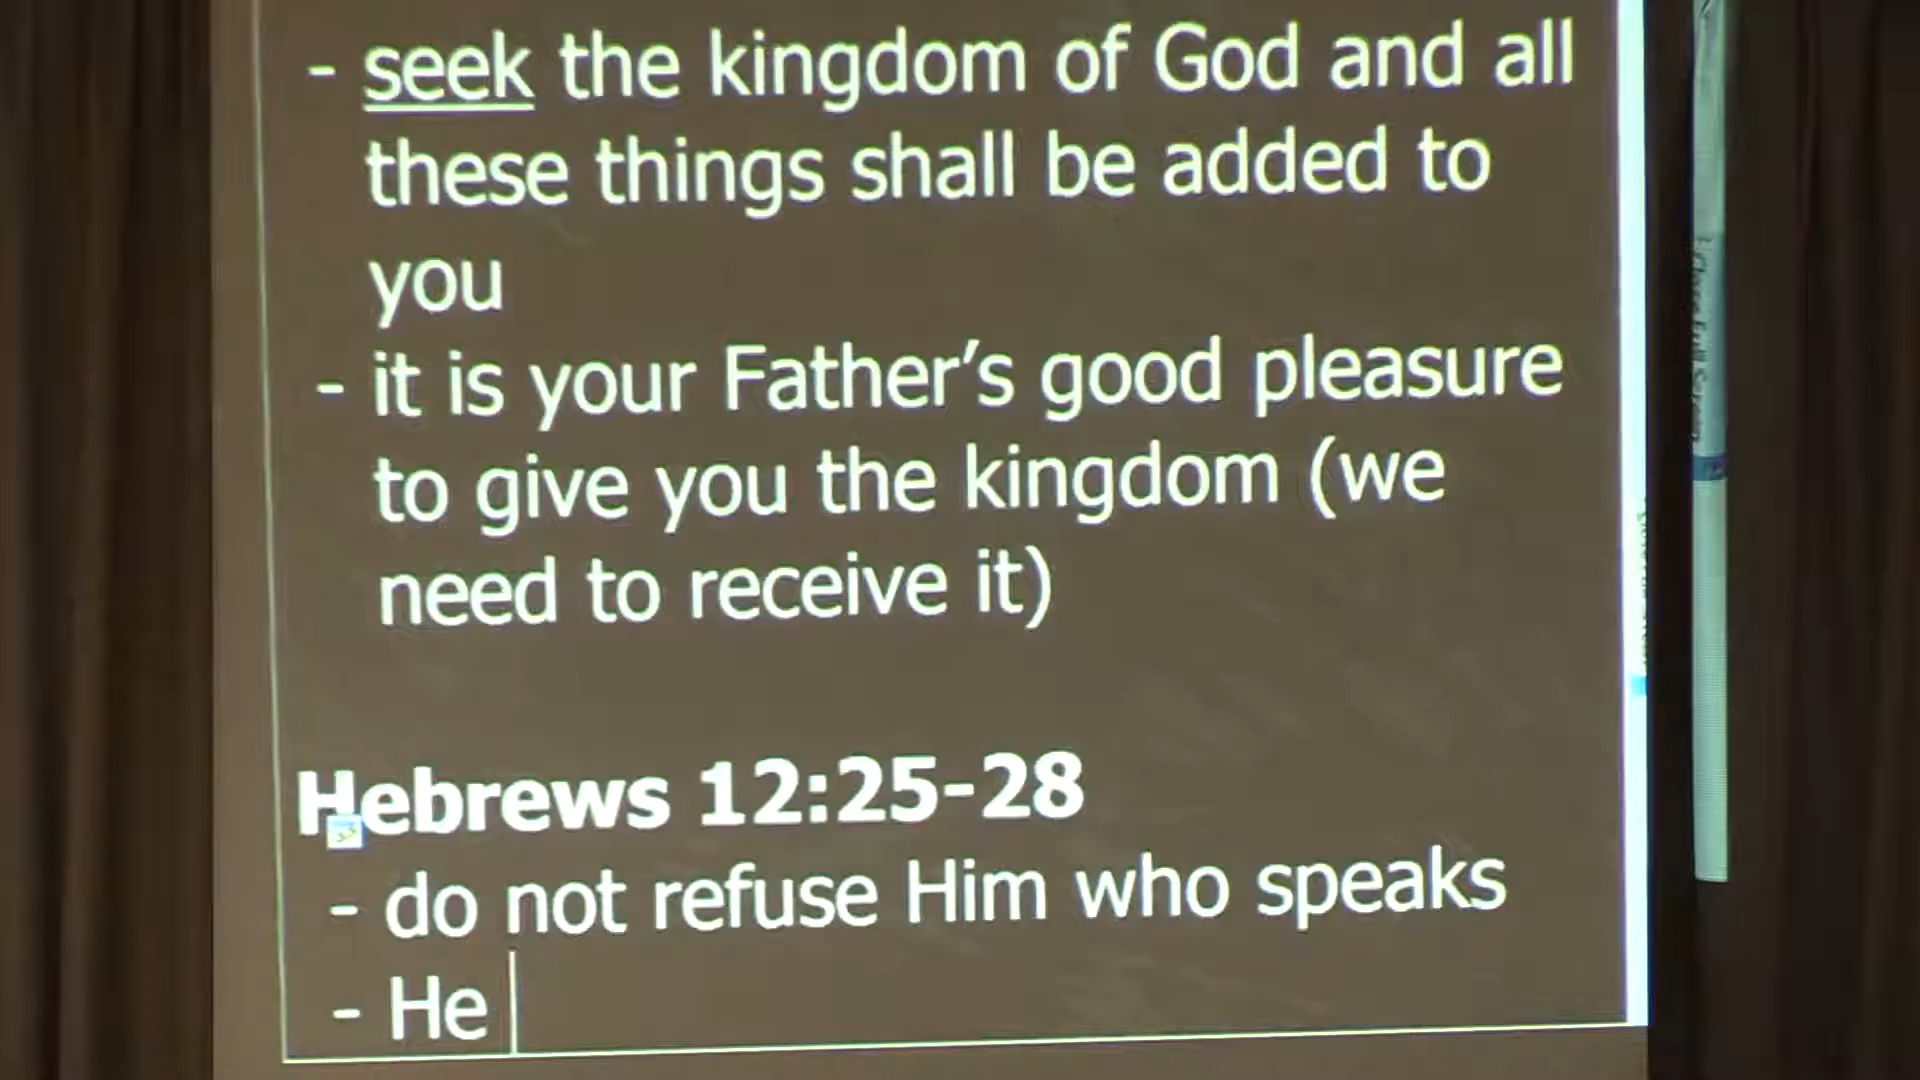 - seek the kingdom of God and all
these things shall be added to
you
- it is your Father's good pleasure
to give you the kingdom (we
need to receive it)
Hebrews 12:25-28
- do not refuse Him who speaks
- He